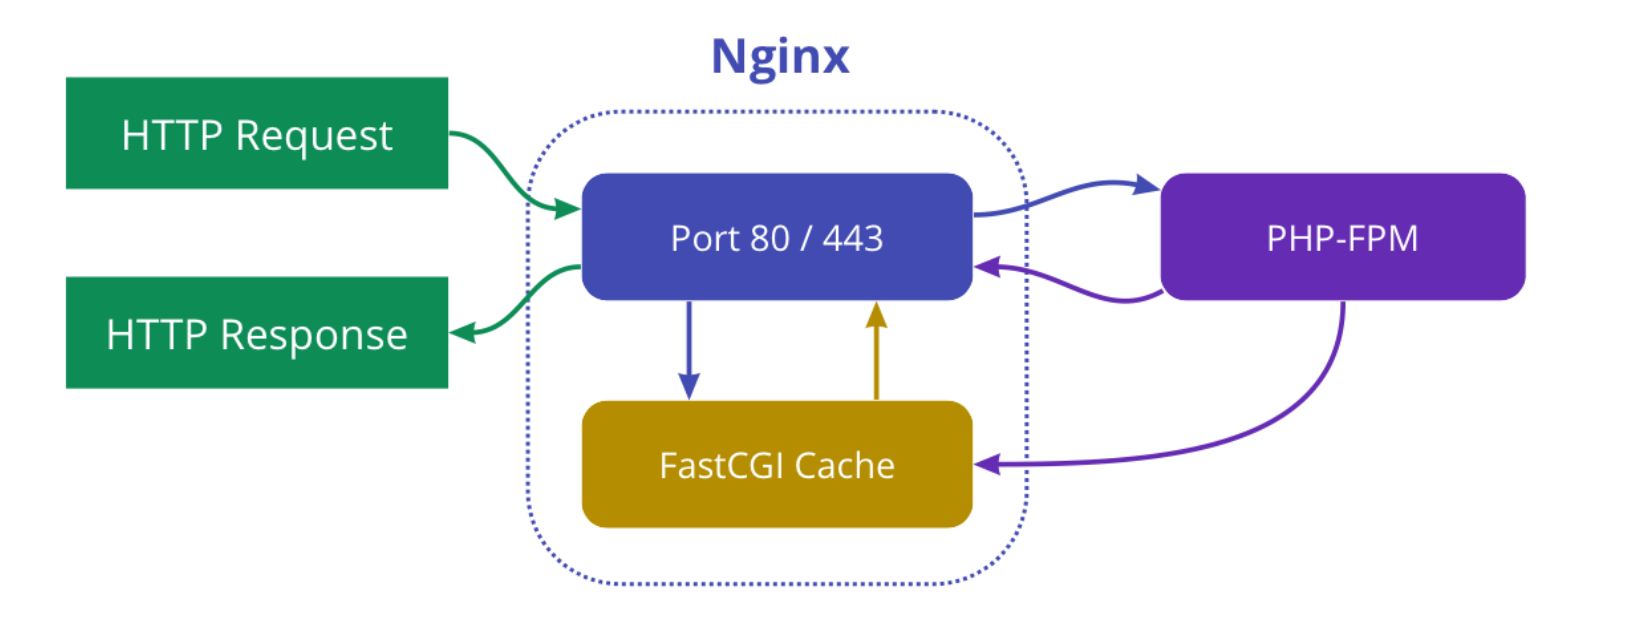 Nginx
HTTP Request
Port 80 / 443
PHP-FPM
HTTP Response
FastCGI Cache